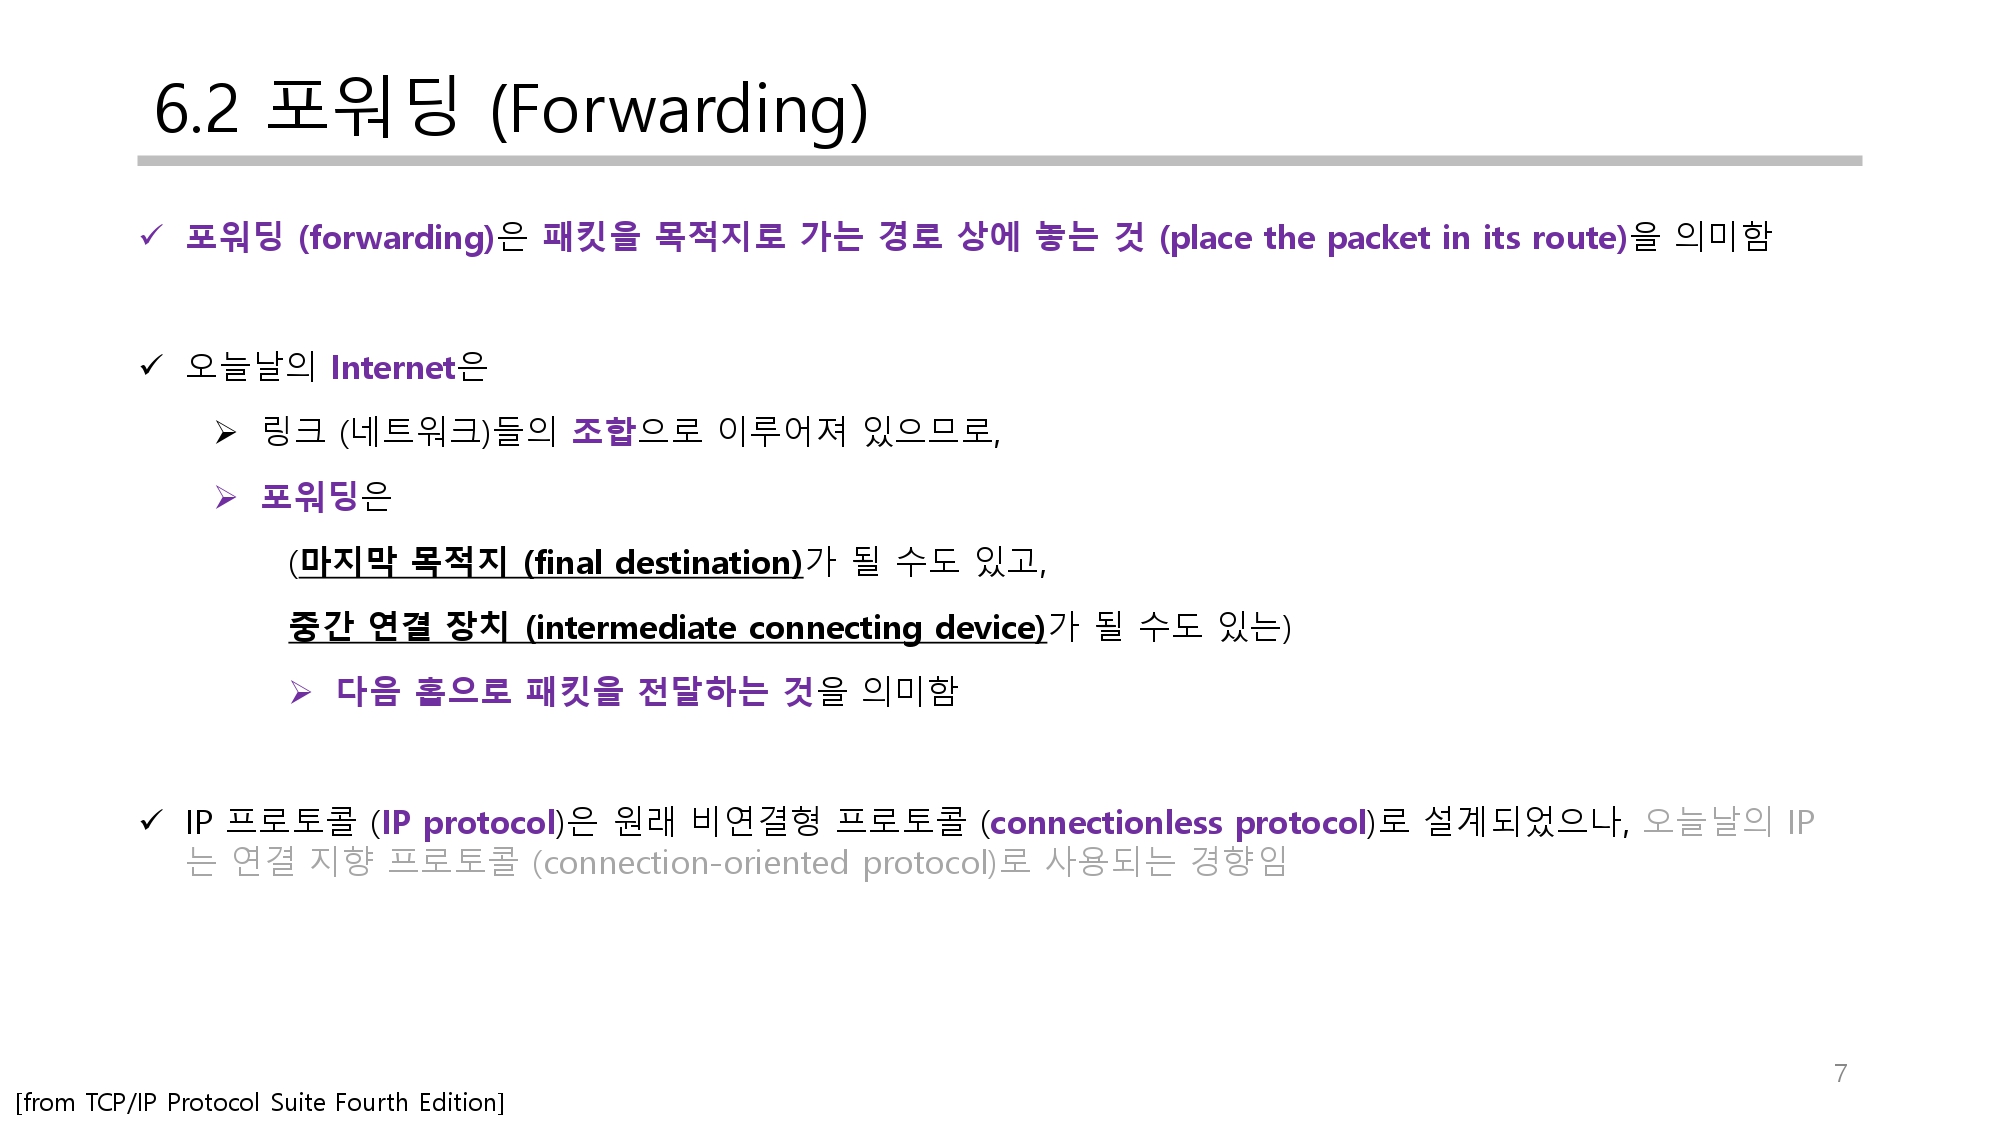 6.2 포워딩 (Forwarding)
✓ 포워딩 (forwarding)은 패킷을 목적지로 가는 경로 상에 놓는 것 (place the packet in its route)을 의미함
✓ 오늘날의 Internet은
➢ 링크 (네트워크)들의 조합으로 이루어져 있으므로,
➢ 포워딩은
(마지막 목적지 (final destination)가 될 수도 있고,
중간 연결 장치 (intermediate connecting device)가 될 수도 있는)
➢ 다음 홉으로 패킷을 전달하는 것을 의미함
✓ IP 프로토콜 (IP protocol)은 원래 비연결형 프로토콜 (connectionless protocol)로 설계되었으나, 오늘날의 IP
는 연결 지향 프로토콜 (connection-oriented protocol)로 사용되는 경향임
7
[from TCP/IP Protocol Suite Fourth Edition]